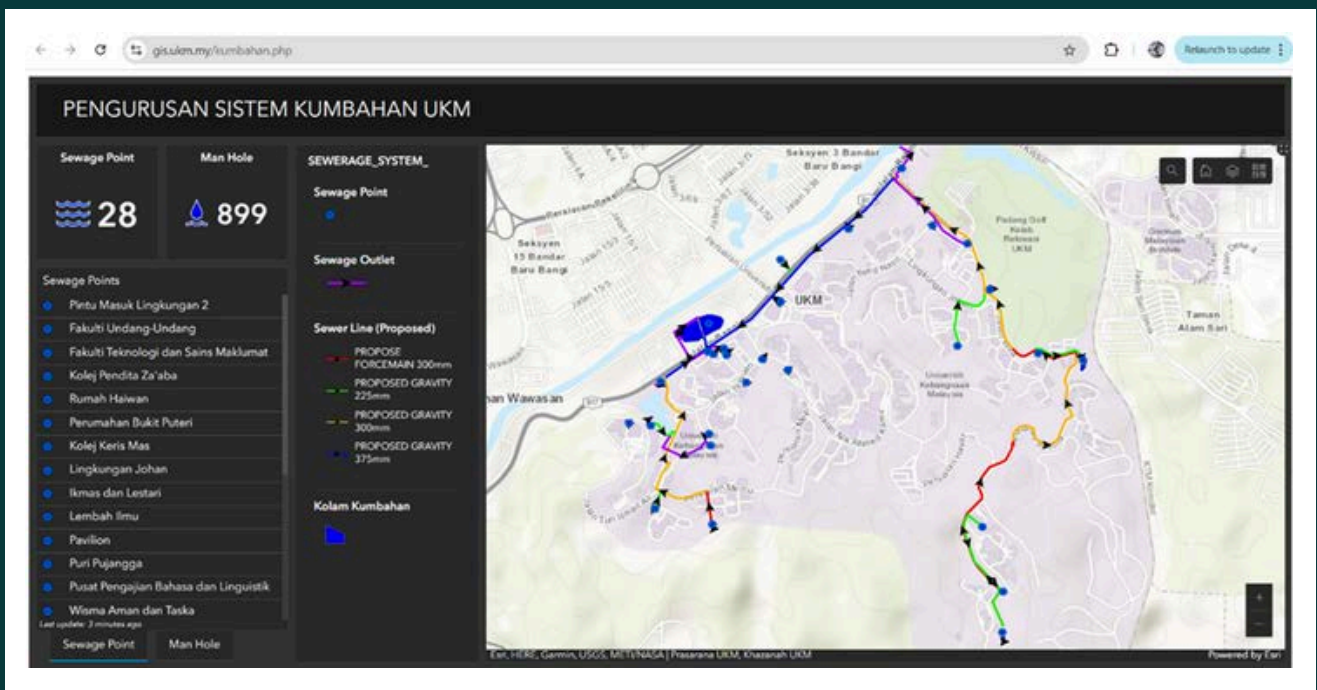 gis.ukm.my/kumbahan.php
Relaunch to update
PENGURUSAN SISTEM KUMBAHAN UKM
Sewage Point
28
Man Hole
899
Sewage Points
Pintu Masuk Lingkungan 2
Fakulti Undang-Undang
Fakulti Teknologi dan Sains Maklumat
Kolej Pendita Za'aba
Rumah Haiwan
Perumahan Bukit Puteri
Kolej Keris Mas
Lingkungan Johan
Ikmas dan Lestari
Lembah Ilmu
Pavilion
Puri Pujangga
Pusat Pengajian Bahasa dan Linguistik
Wisma Aman dan Taska
Last update: 3 minutes ago
Sewage Point
Man Hole
SEWERAGE_SYSTEM_
Sewage Point
Sewage Outlet
Sewer Line (Proposed)
PROPOSE
FORCEMAIN 300mm
PROPOSED GRAVITY
225mm
PROPOSED GRAVITY
300mm
PROPOSED GRAVITY
375mm
Kolam Kumbahan
Seksyen 3 Bandar
Baru Bangi
Seksyen
15 Bandar
Baru Bangi
Padang Golf
Kelab
Rekreasi
UKM
UKM
Taman
Alam Sari
Universiti
Kebangsaan
Malaysia
an Wawasan
Esri, HERE, Garmin, USGS, METI/NASA | Prasarana UKM, Khazanah UKM
Powered by Esri